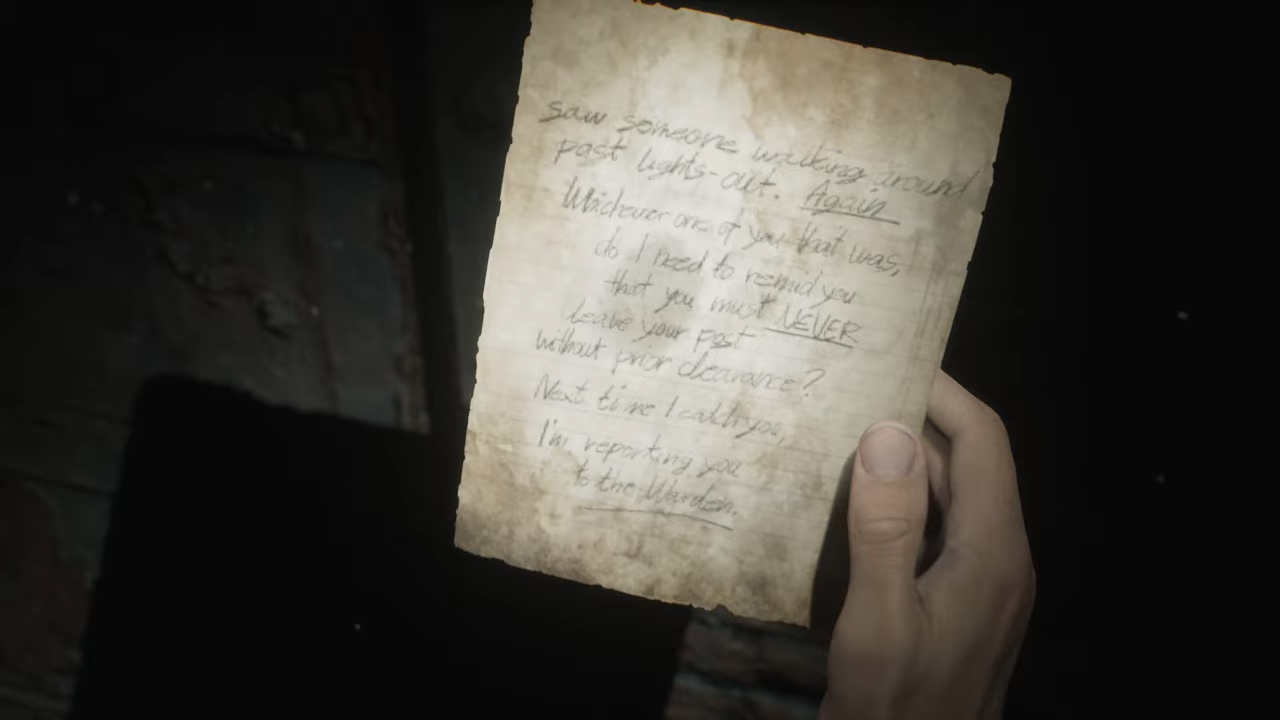 saw someone walking around
past lights-out. Again
Whichever one of you that was,
do I need to remind you
that you must NEVER
leave your post
without prior clearance?
Next time I catch you,
I'm reporting you
to the Warden.